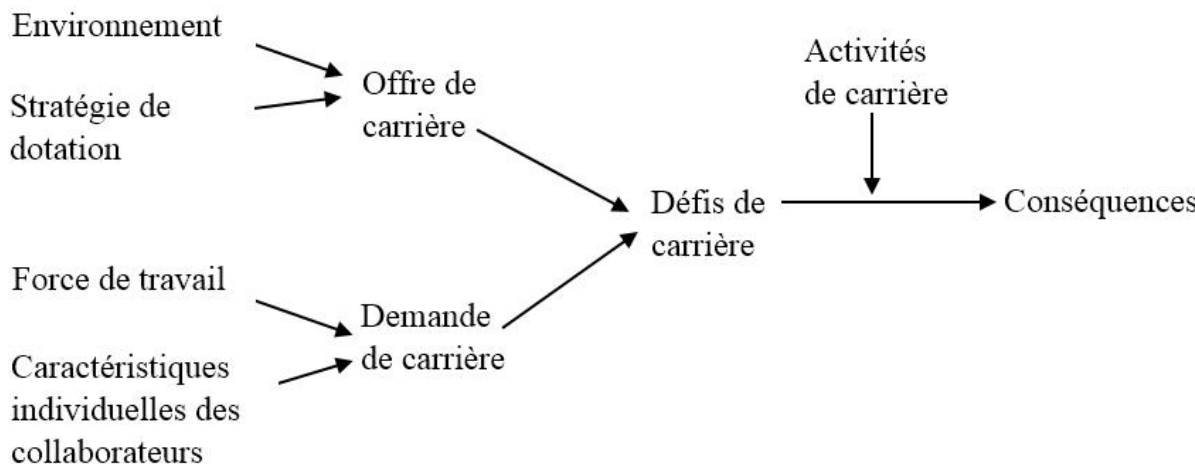 Environnement
Stratégie de
dotation
Offre de
carrière
Activités
de carrière
Défis de
carrière
Conséquences
Force de travail
Demande
de carrière
Caractéristiques
individuelles des
collaborateurs